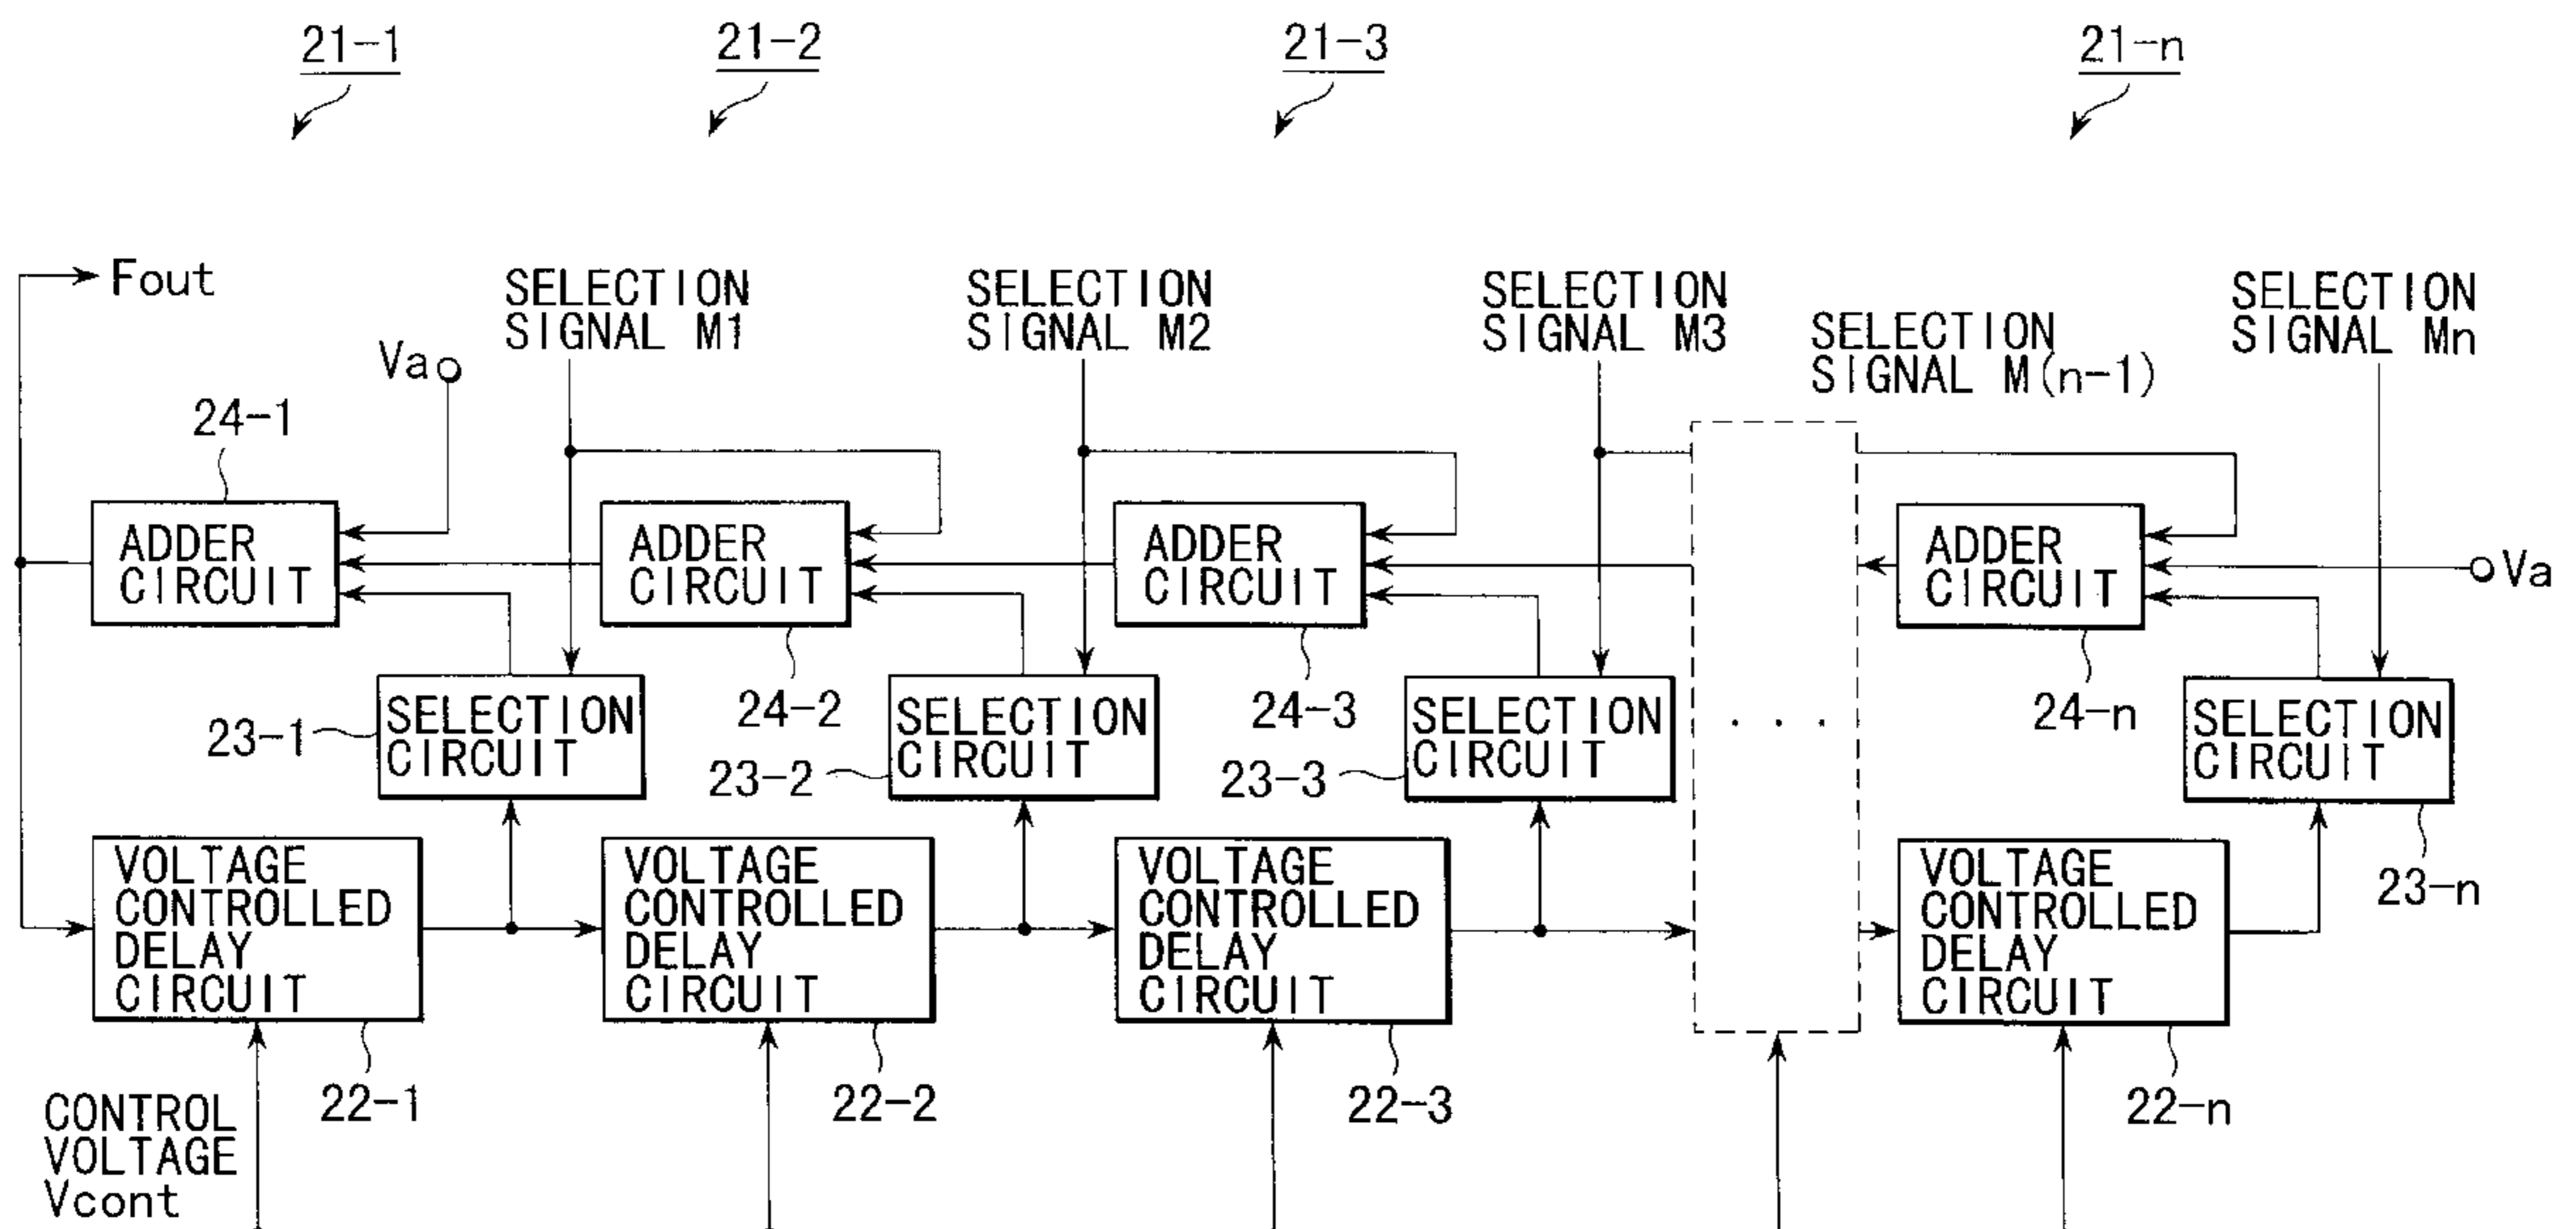 21-1
21-2
21-3
21-n
Fout
SELECTION
SIGNAL M1
SELECTION
SIGNAL M2
SELECTION
SIGNAL M3
SELECTION
SIGNAL M(n-1)
SELECTION
SIGNAL Mn
Va
24-1
ADDER
CIRCUIT
ADDER
CIRCUIT
ADDER
CIRCUIT
ADDER
CIRCUIT
Va
23-1
SELECTION
CIRCUIT
24-2
23-2
SELECTION
CIRCUIT
24-3
23-3
SELECTION
CIRCUIT
. . .
24-n
SELECTION
CIRCUIT
23-n
VOLTAGE
CONTROLLED
DELAY
CIRCUIT
VOLTAGE
CONTROLLED
DELAY
CIRCUIT
VOLTAGE
CONTROLLED
DELAY
CIRCUIT
VOLTAGE
CONTROLLED
DELAY
CIRCUIT
22-1
22-2
22-3
22-n
CONTROL
VOLTAGE
Vcont